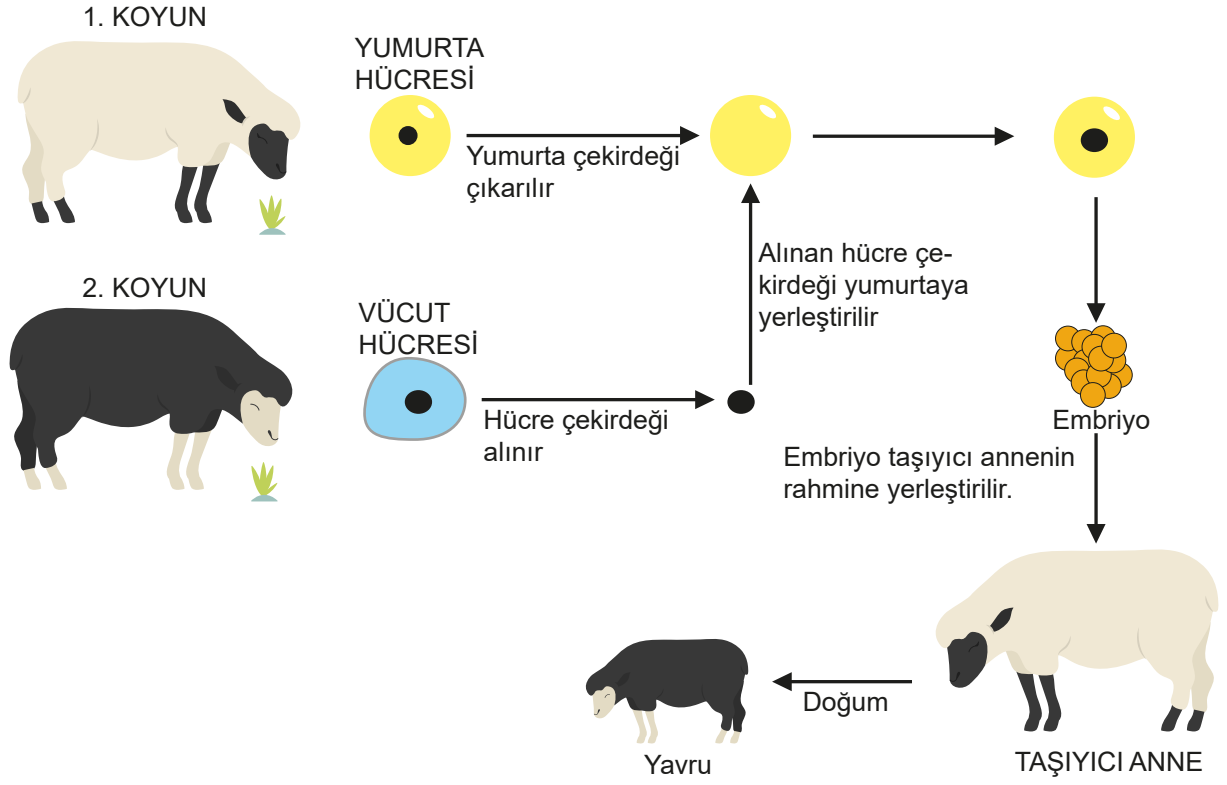 1. KOYUN
YUMURTA
HÜCRESİ
Yumurta çekirdeği
çıkarılır
2. KOYUN
VÜCUT
HÜCRESİ
Hücre çekirdeği
alınır
Alınan hücre çe-
kirdeği yumurtaya
yerleştirilir
Embriyo
Embriyo taşıyıcı annenin
rahmine yerleştirilir.
TAŞIYICI ANNE
Doğum
Yavru